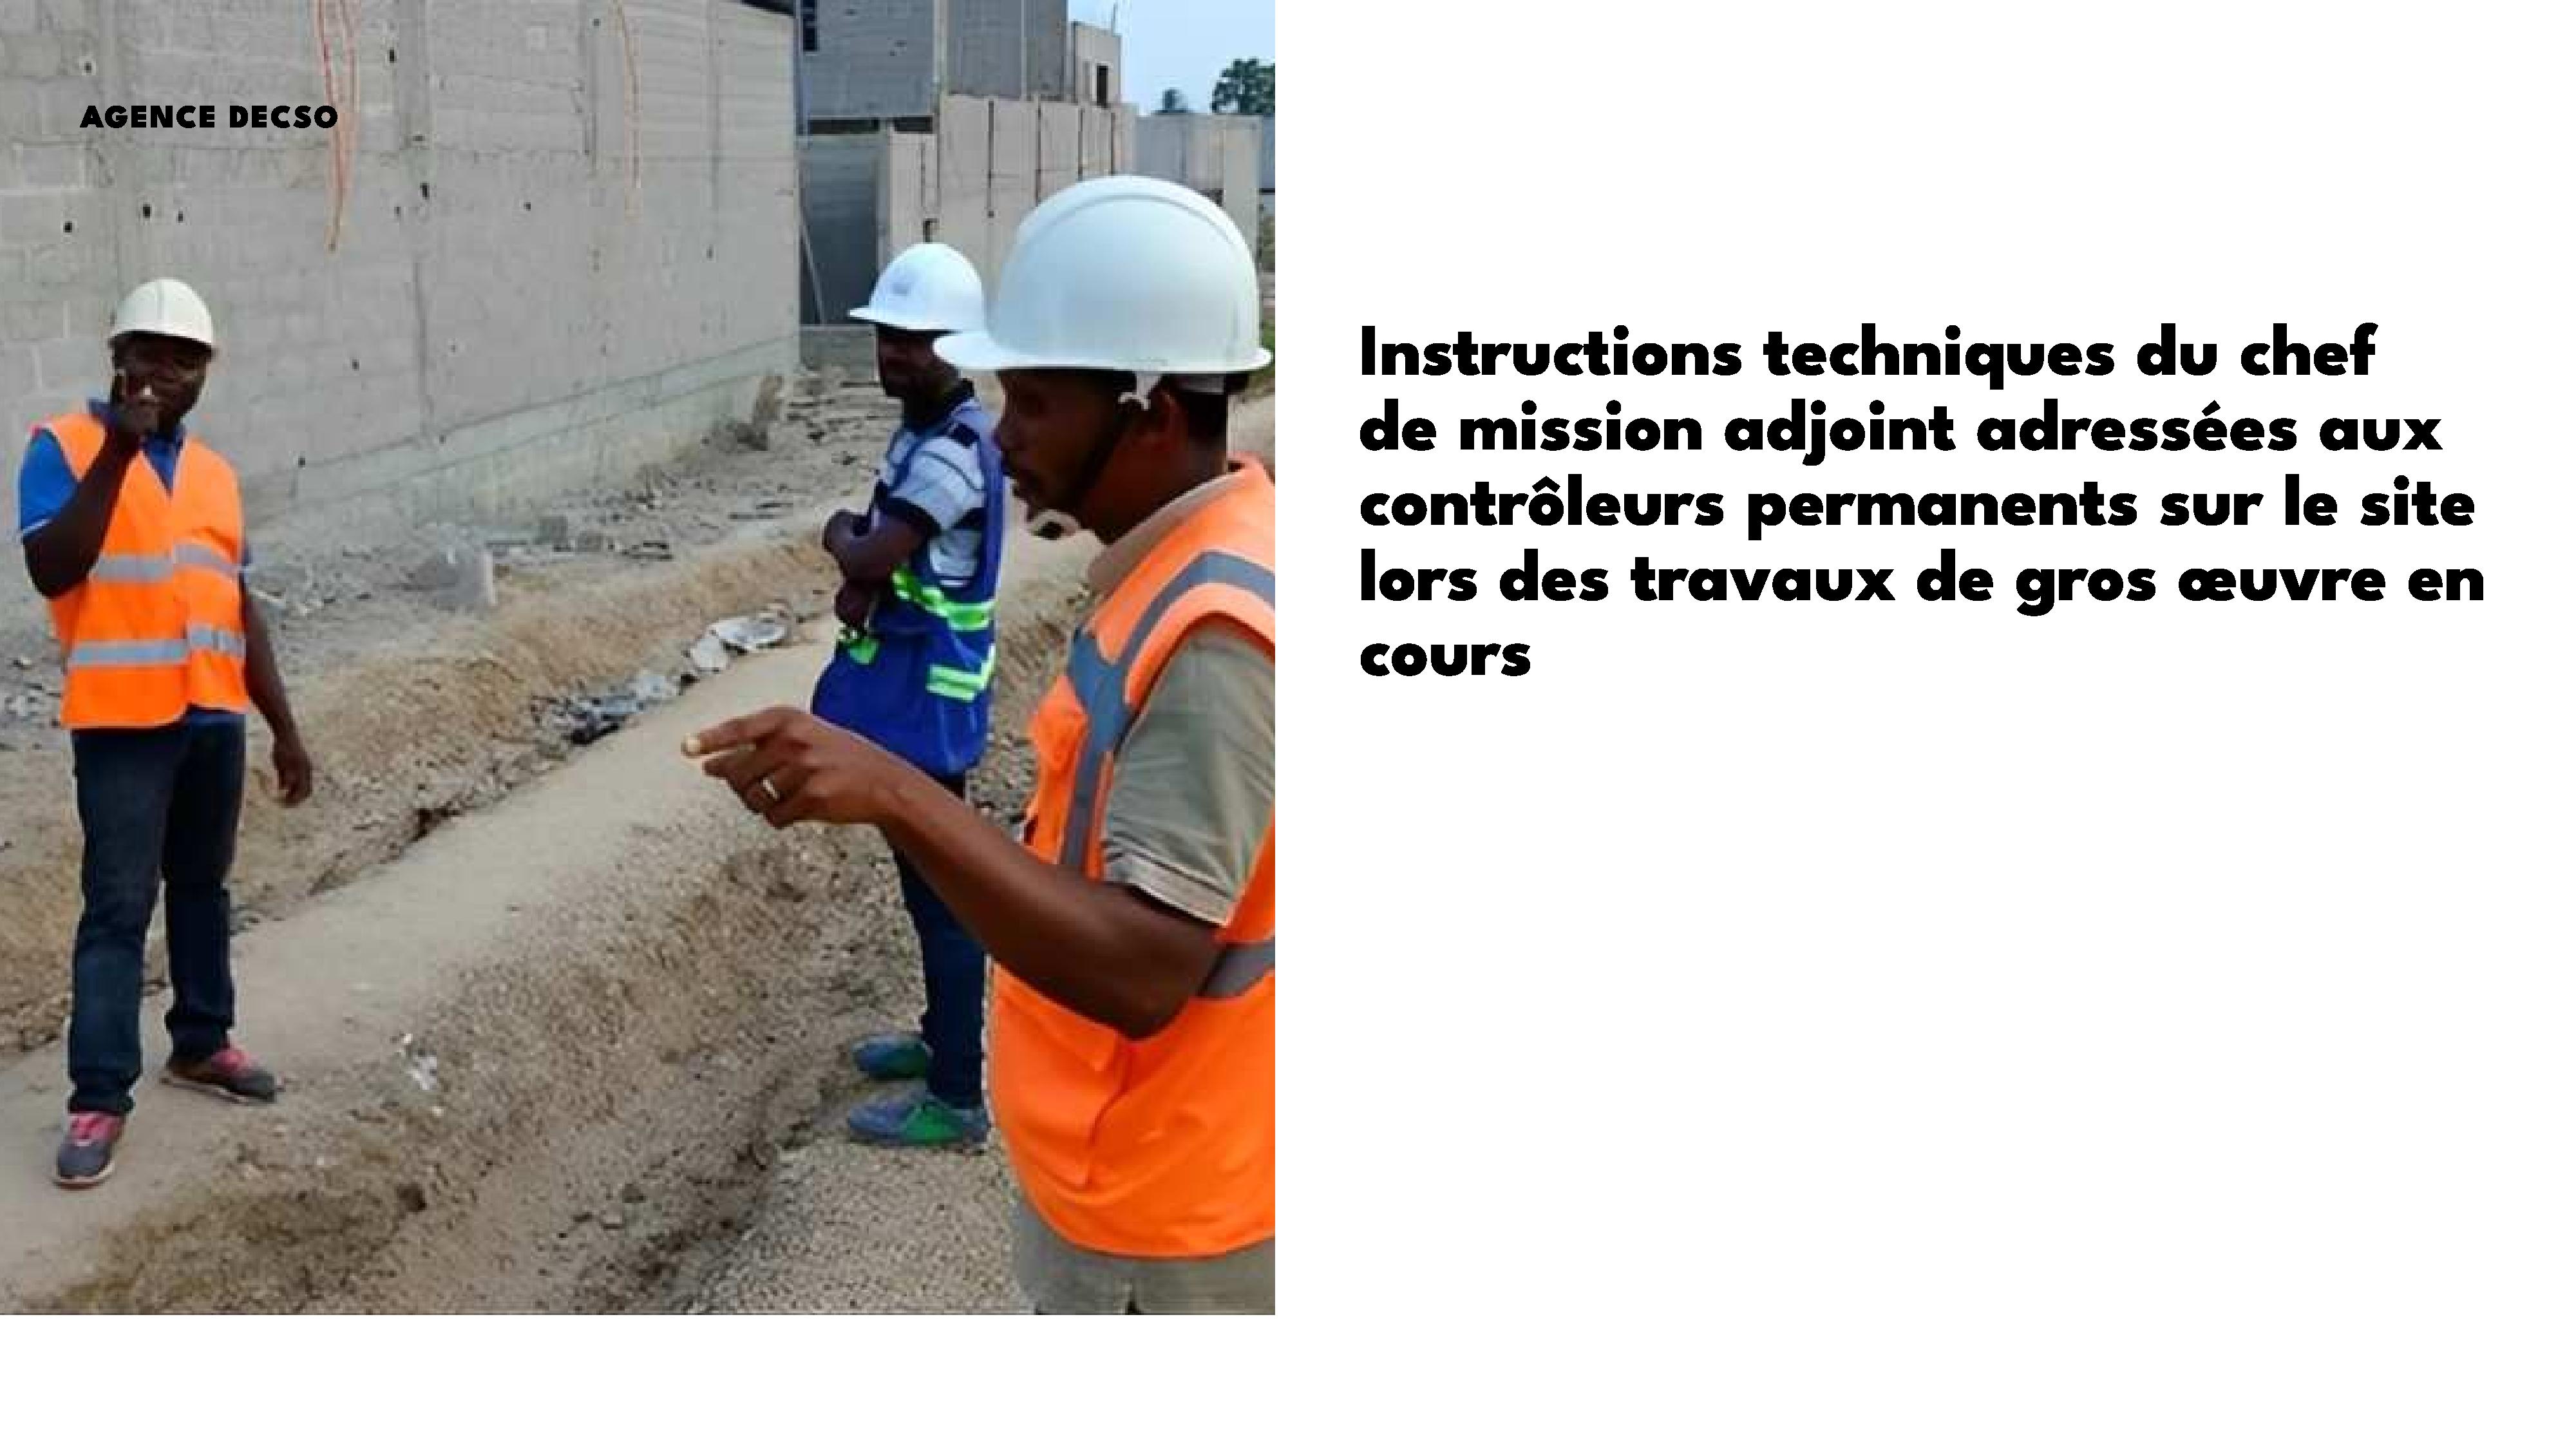 AGENCE DECSO
Instructions techniques du chef
de mission adjoint adressées aux
contrôleurs permanents sur le site
lors des travaux de gros œuvre en
cours